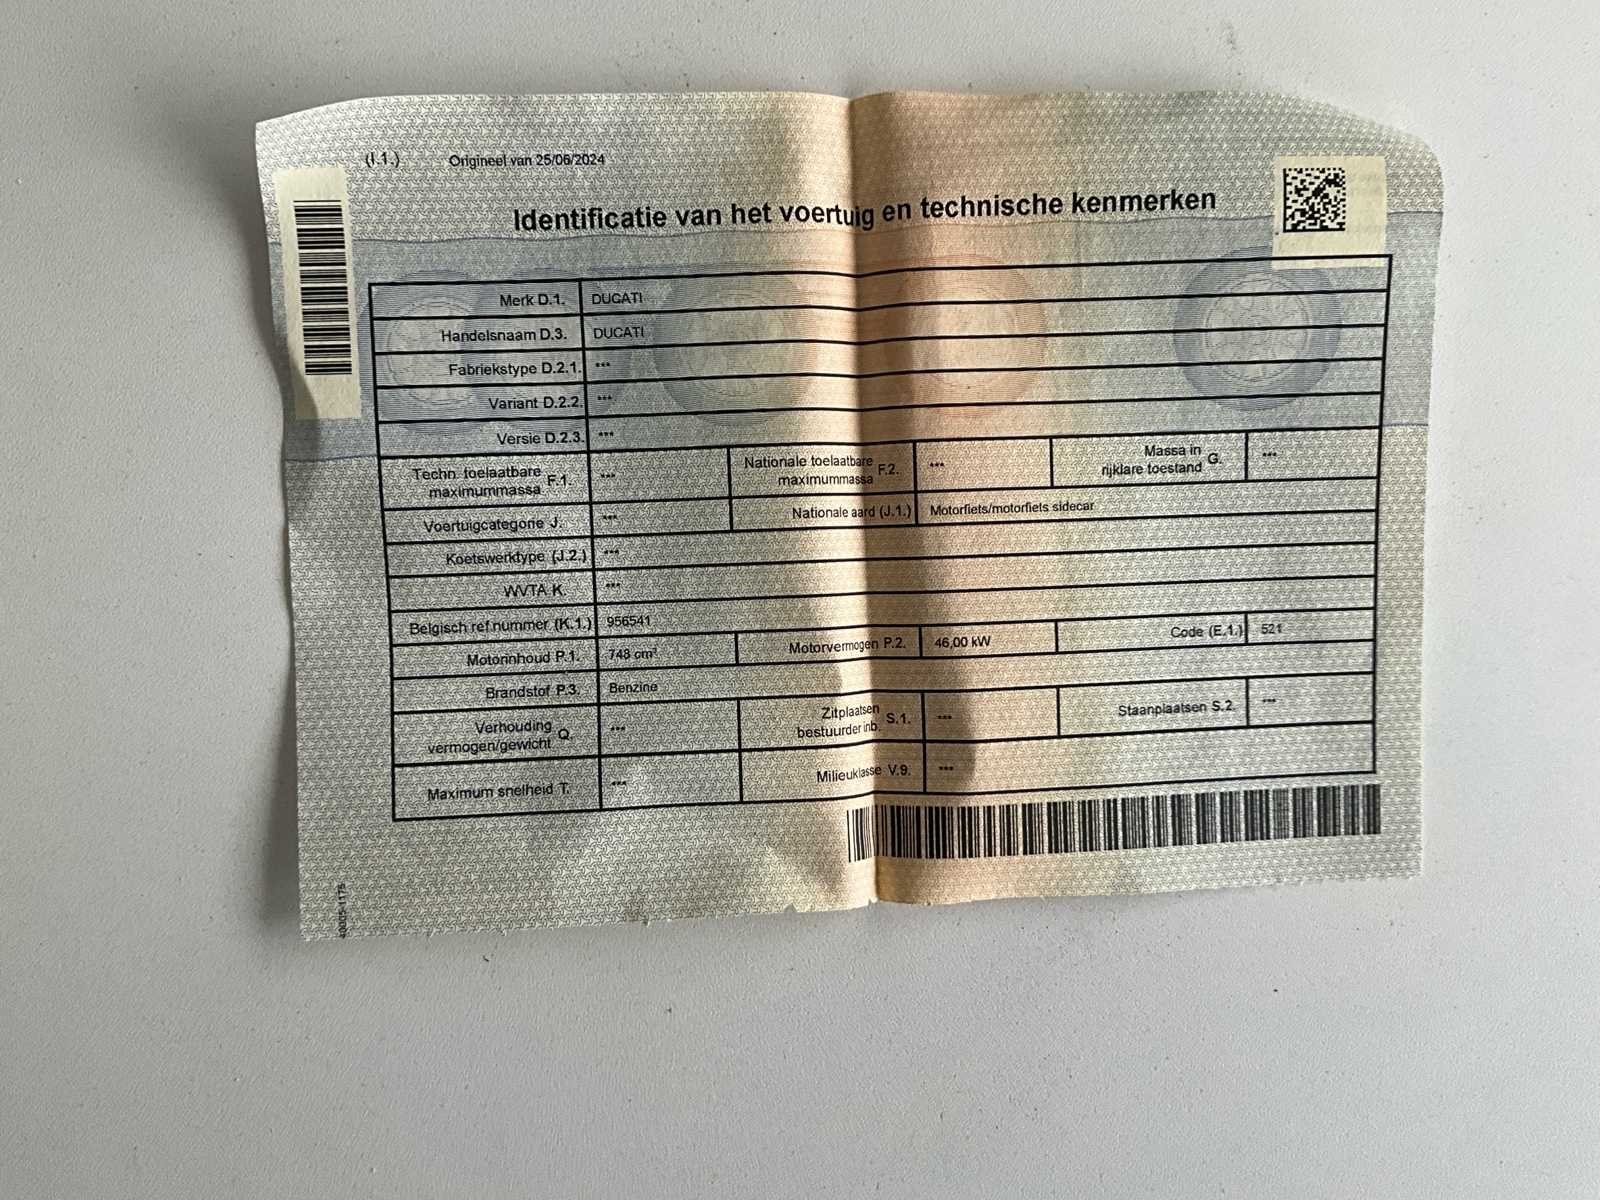 (I.1.) Origineel van 25/06/2024
Identificatie van het voertuig en technische kenmerken
Merk D.1. DUCATI
Handelsnaam D.3. DUCATI
Fabriekstype D.2.1. ***
Variant D.2.2. ***
Versie D.2.3. ***
Techn. toelaatbare maximummassa F.1. *** Nationale toelaatbare maximummassa F.2. *** Massa in rijklare toestand G. ***
Voertuigcategorie J. *** Nationale aard (J.1.) Motorfiets/motorfiets sidecar
Koetswerktype (J.2.) ***
WVTA K. ***
Belgisch ref.nummer (K.1.) 956541
Motorinhoud P.1. 748 cm³ Motorvermogen P.2. 46,00 kW Code (E.1.) 521
Brandstof P.3. Benzine
Verhouding vermogen/gewicht Q. *** Zitplaatsen bestuurder inb. S.1. *** Staanplaatsen S.2. ***
Maximum snelheid T. *** Milieuklasse V.9. ***
40005-1175